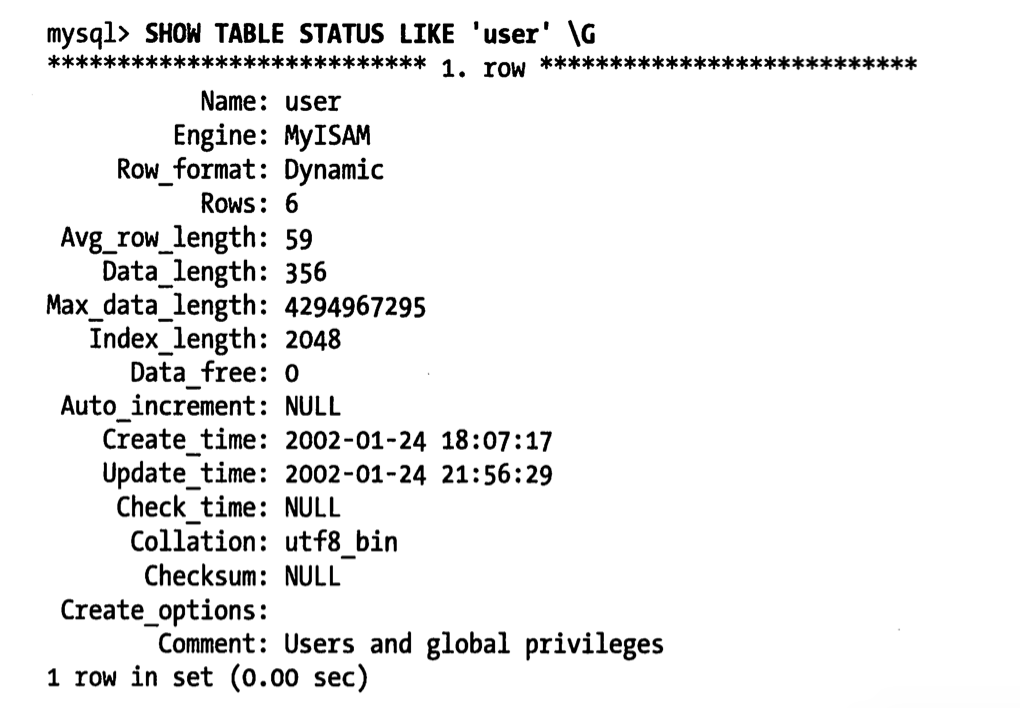 mysql> SHOW TABLE STATUS LIKE 'user' \G
*************************** 1. row ***************************
Name: user
Engine: MyISAM
Row_format: Dynamic
Rows: 6
Avg_row_length: 59
Data_length: 356
Max_data_length: 4294967295
Index_length: 2048
Data_free: 0
Auto_increment: NULL
Create_time: 2002-01-24 18:07:17
Update_time: 2002-01-24 21:56:29
Check_time: NULL
Collation: utf8_bin
Checksum: NULL
Create_options:
Comment: Users and global privileges
1 row in set (0.00 sec)